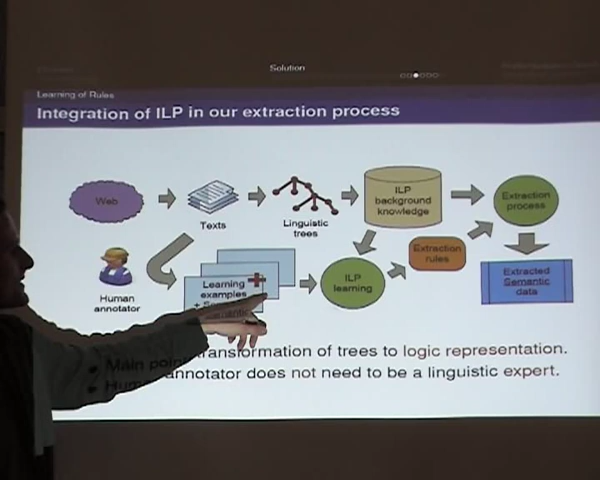 Solution
Learning of Rules
Integration of ILP in our extraction process
Web
Texts
Linguistic
trees
ILP
background
knowledge
Extraction
process
Human
annotator
Learning
examples
+ Semantic
ILP
learning
Extraction
rules
Extracted
Semantic
data
Main point: transformation of trees to logic representation.
Human annotator does not need to be a linguistic expert.